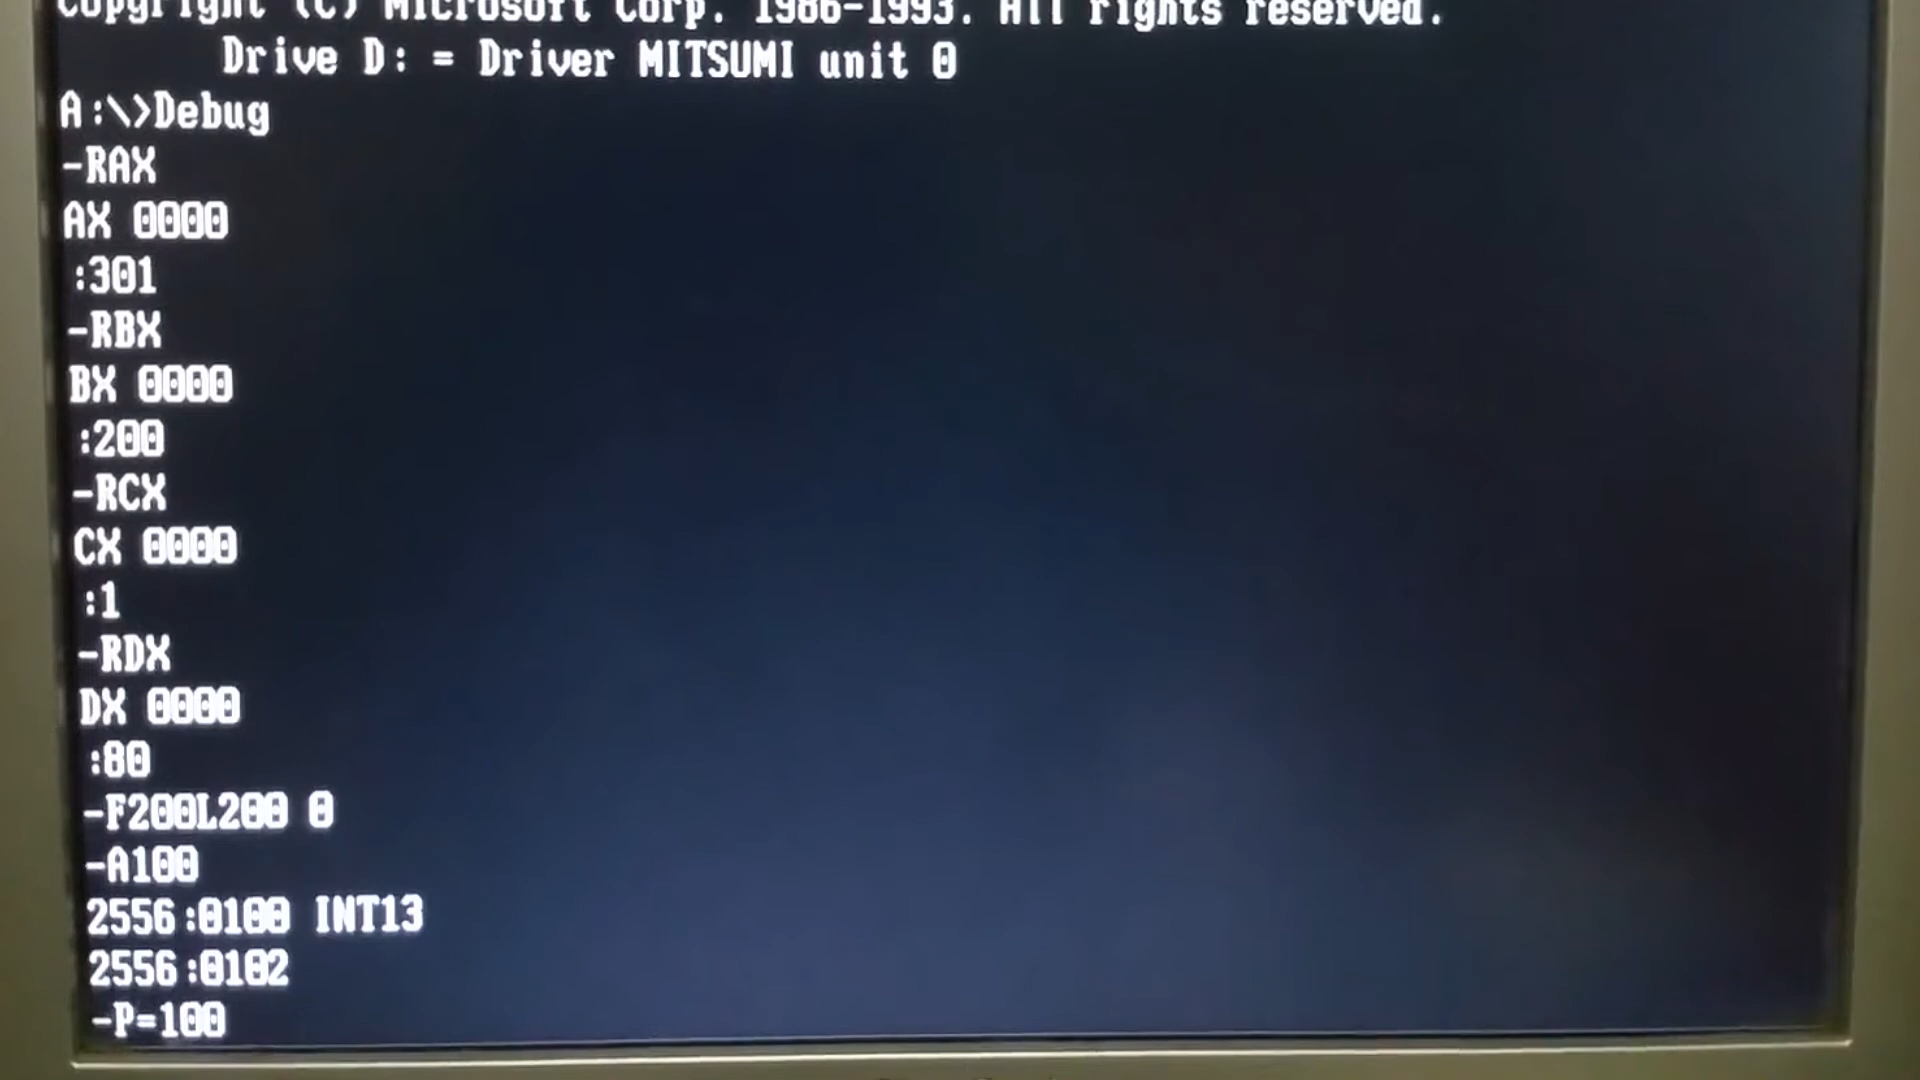 Copyright (C) Microsoft Corp. 1986-1993. All rights reserved.
Drive D: = Driver MITSUMI unit 0
A:\>Debug
-RAX
AX 0000
:301
-RBX
BX 0000
:200
-RCX
CX 0000
:1
-RDX
DX 0000
:80
-F200L200 0
-A100
2556:0100 INT13
2556:0102
-P=100